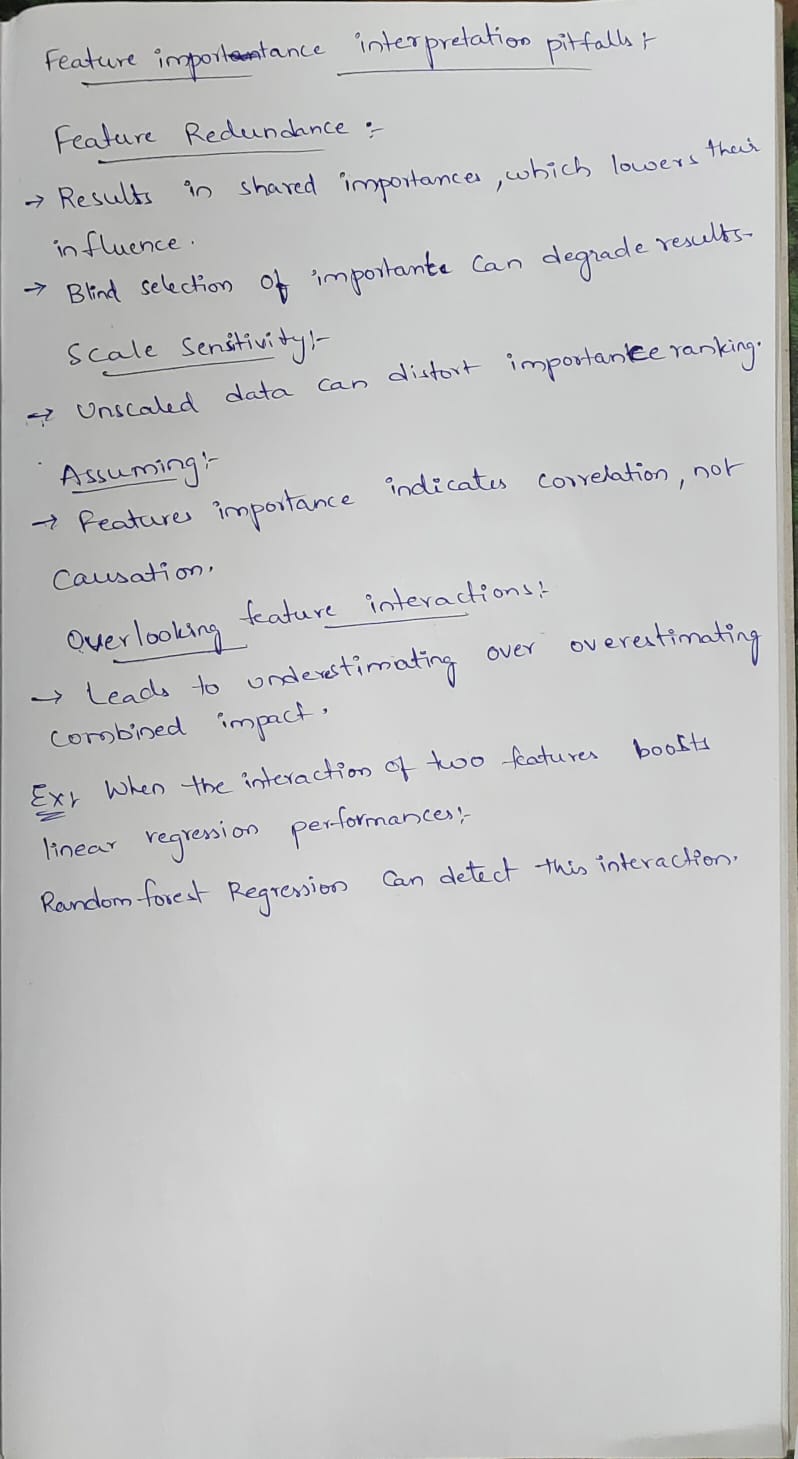 Feature importance interpretation pitfalls :-
Feature Redundance :-
→ Results in shared importances, which lowers their
influence.
→ Blind selection of importante can degrade results.
Scale Sensitivity :-
→ Unscaled data can distort importance ranking.
Assuming :-
→ Features importance indicates correlation, not
Causation.
Overlooking feature interactions :-
→ Leads to underestimating over overestimating
combined impact.
Ex:- When the interaction of two features boosts
linear regression performances :-
Random forest Regression Can detect this interaction.